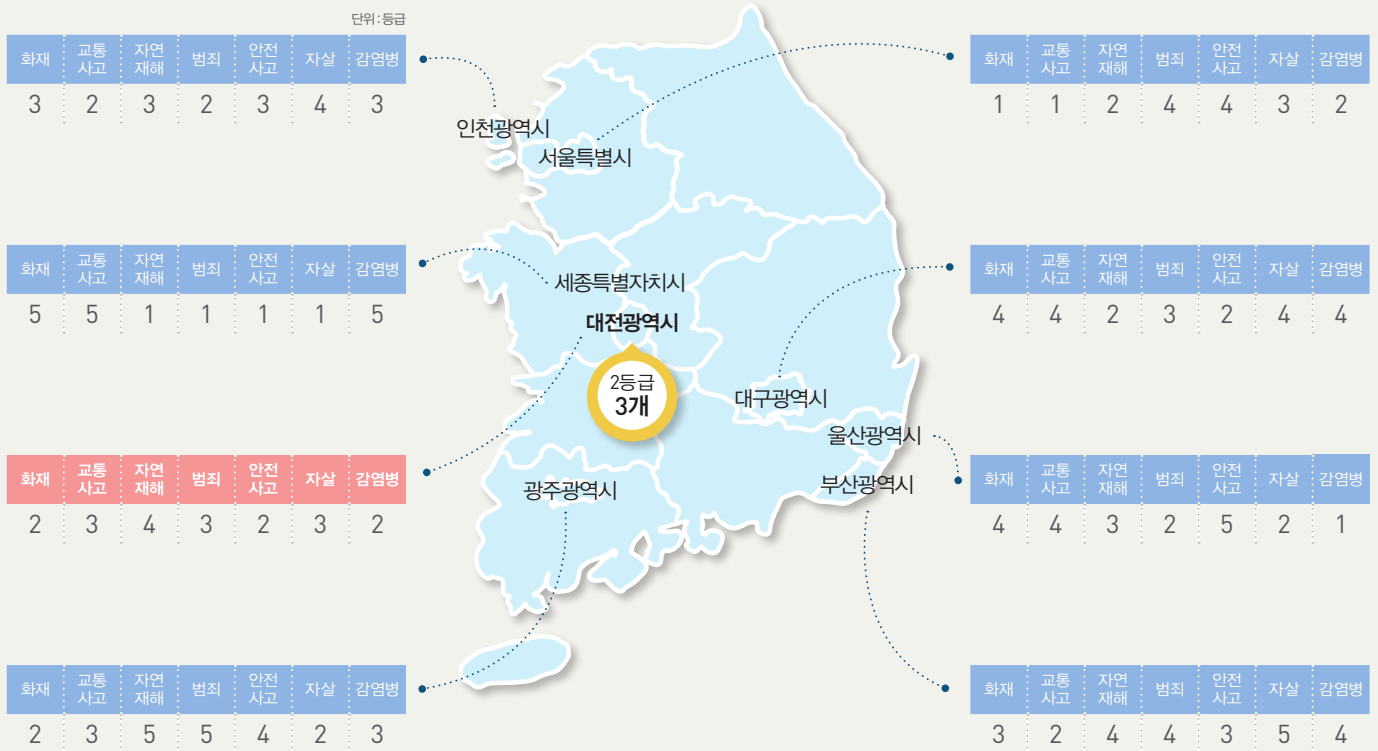 단위 : 등급
화재 교통사고 자연재해 범죄 안전사고 자살 감염병
3 2 3 2 3 4 3
화재 교통사고 자연재해 범죄 안전사고 자살 감염병
1 1 2 4 4 3 2
인천광역시
서울특별시
화재 교통사고 자연재해 범죄 안전사고 자살 감염병
5 5 1 1 1 1 5
세종특별자치시
대전광역시
2등급
3개
화재 교통사고 자연재해 범죄 안전사고 자살 감염병
4 4 2 3 2 4 4
대구광역시
울산광역시
부산광역시
광주광역시
화재 교통사고 자연재해 범죄 안전사고 자살 감염병
2 3 4 3 2 3 2
화재 교통사고 자연재해 범죄 안전사고 자살 감염병
4 4 3 2 5 2 1
화재 교통사고 자연재해 범죄 안전사고 자살 감염병
2 3 5 5 4 2 3
화재 교통사고 자연재해 범죄 안전사고 자살 감염병
3 2 4 4 3 5 4